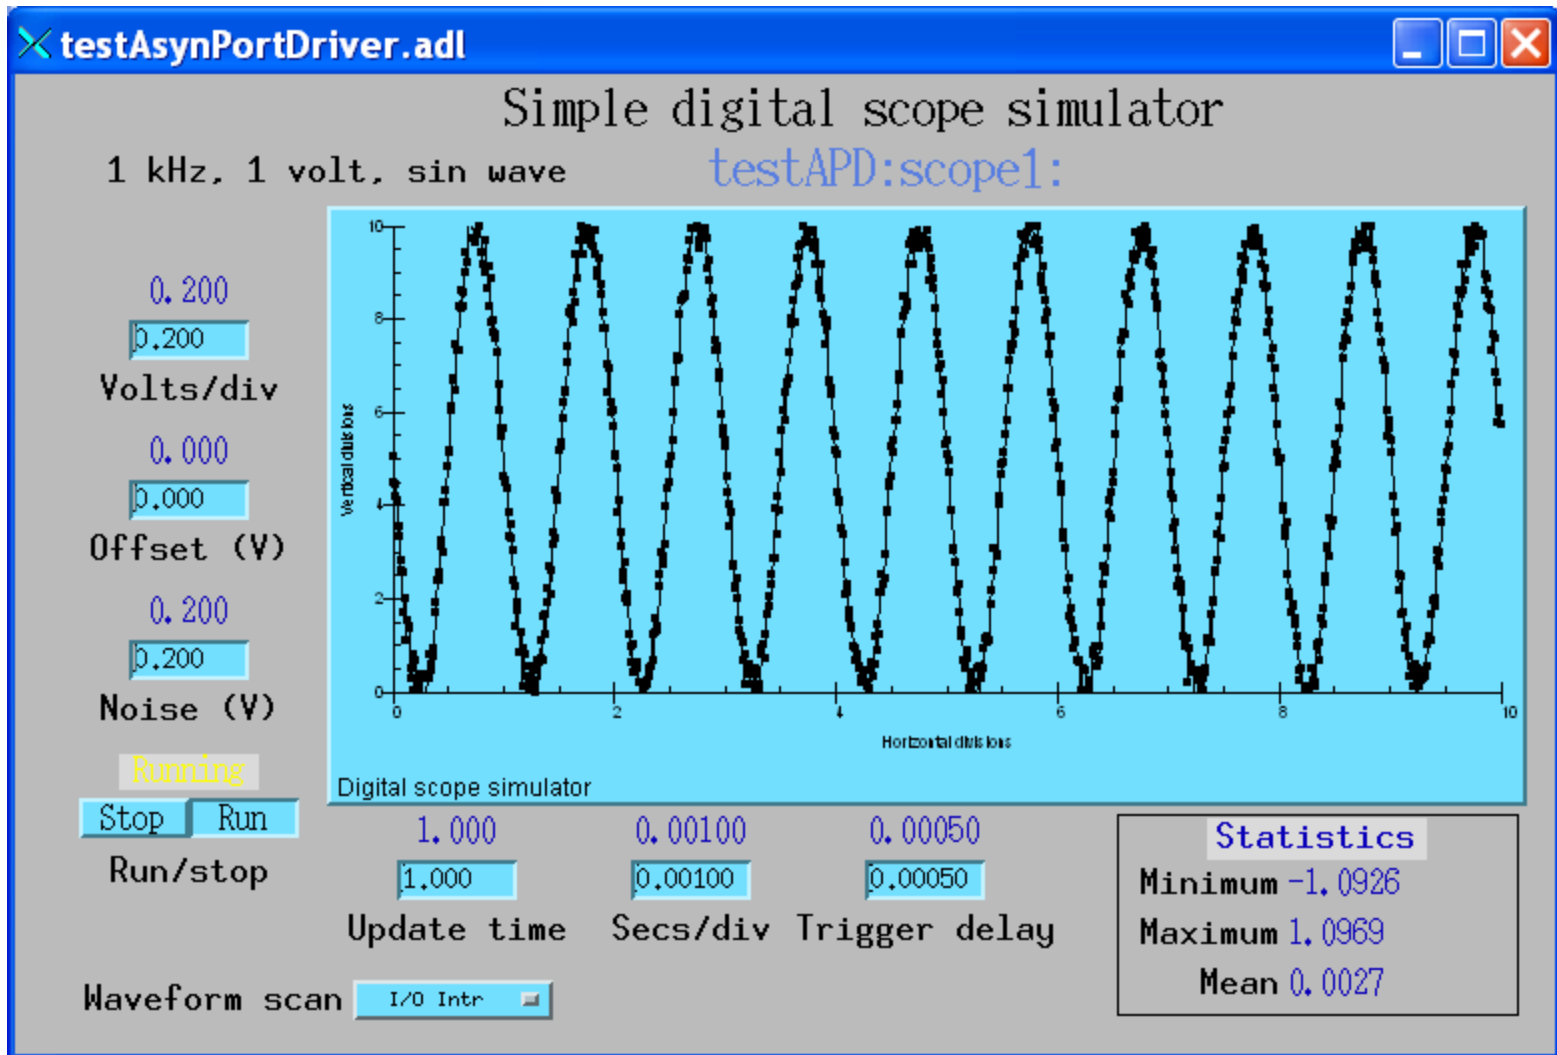 testAsynPortDriver.adl
Simple digital scope simulator
1 kHz, 1 volt, sin wave
testAPD:scope1:
0.200
0.200
Volts/div
0.000
0.000
Offset (V)
0.200
0.200
Noise (V)
Running
Stop Run
Run/stop
10
8
6
4
2
0
Vertical divisions
0 2 4 6 8 10
Horizontal divisions
Digital scope simulator
1.000 0.00100 0.00050
1.000 0.00100 0.00050
Update time Secs/div Trigger delay
Statistics
Minimum -1.0926
Maximum 1.0969
Mean 0.0027
Waveform scan I/O Intr